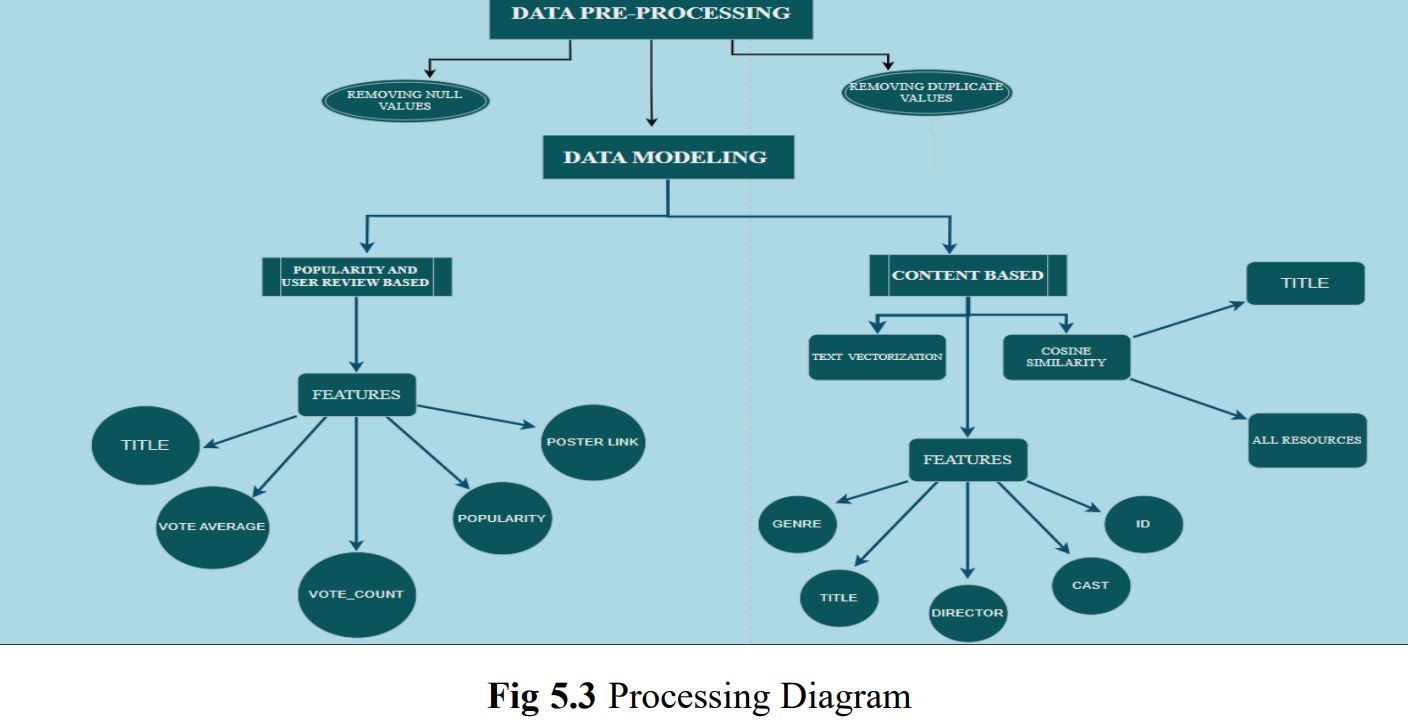 DATA PRE-PROCESSING
REMOVING NULL
VALUES
REMOVING DUPLICATE
VALUES
DATA MODELING
POPULARITY AND
USER REVIEW BASED
CONTENT BASED
TITLE
TEXT VECTORIZATION
COSINE
SIMILARITY
FEATURES
TITLE
VOTE AVERAGE
VOTE_COUNT
POPULARITY
POSTER LINK
ALL RESOURCES
FEATURES
GENRE
TITLE
DIRECTOR
CAST
ID
Fig 5.3 Processing Diagram